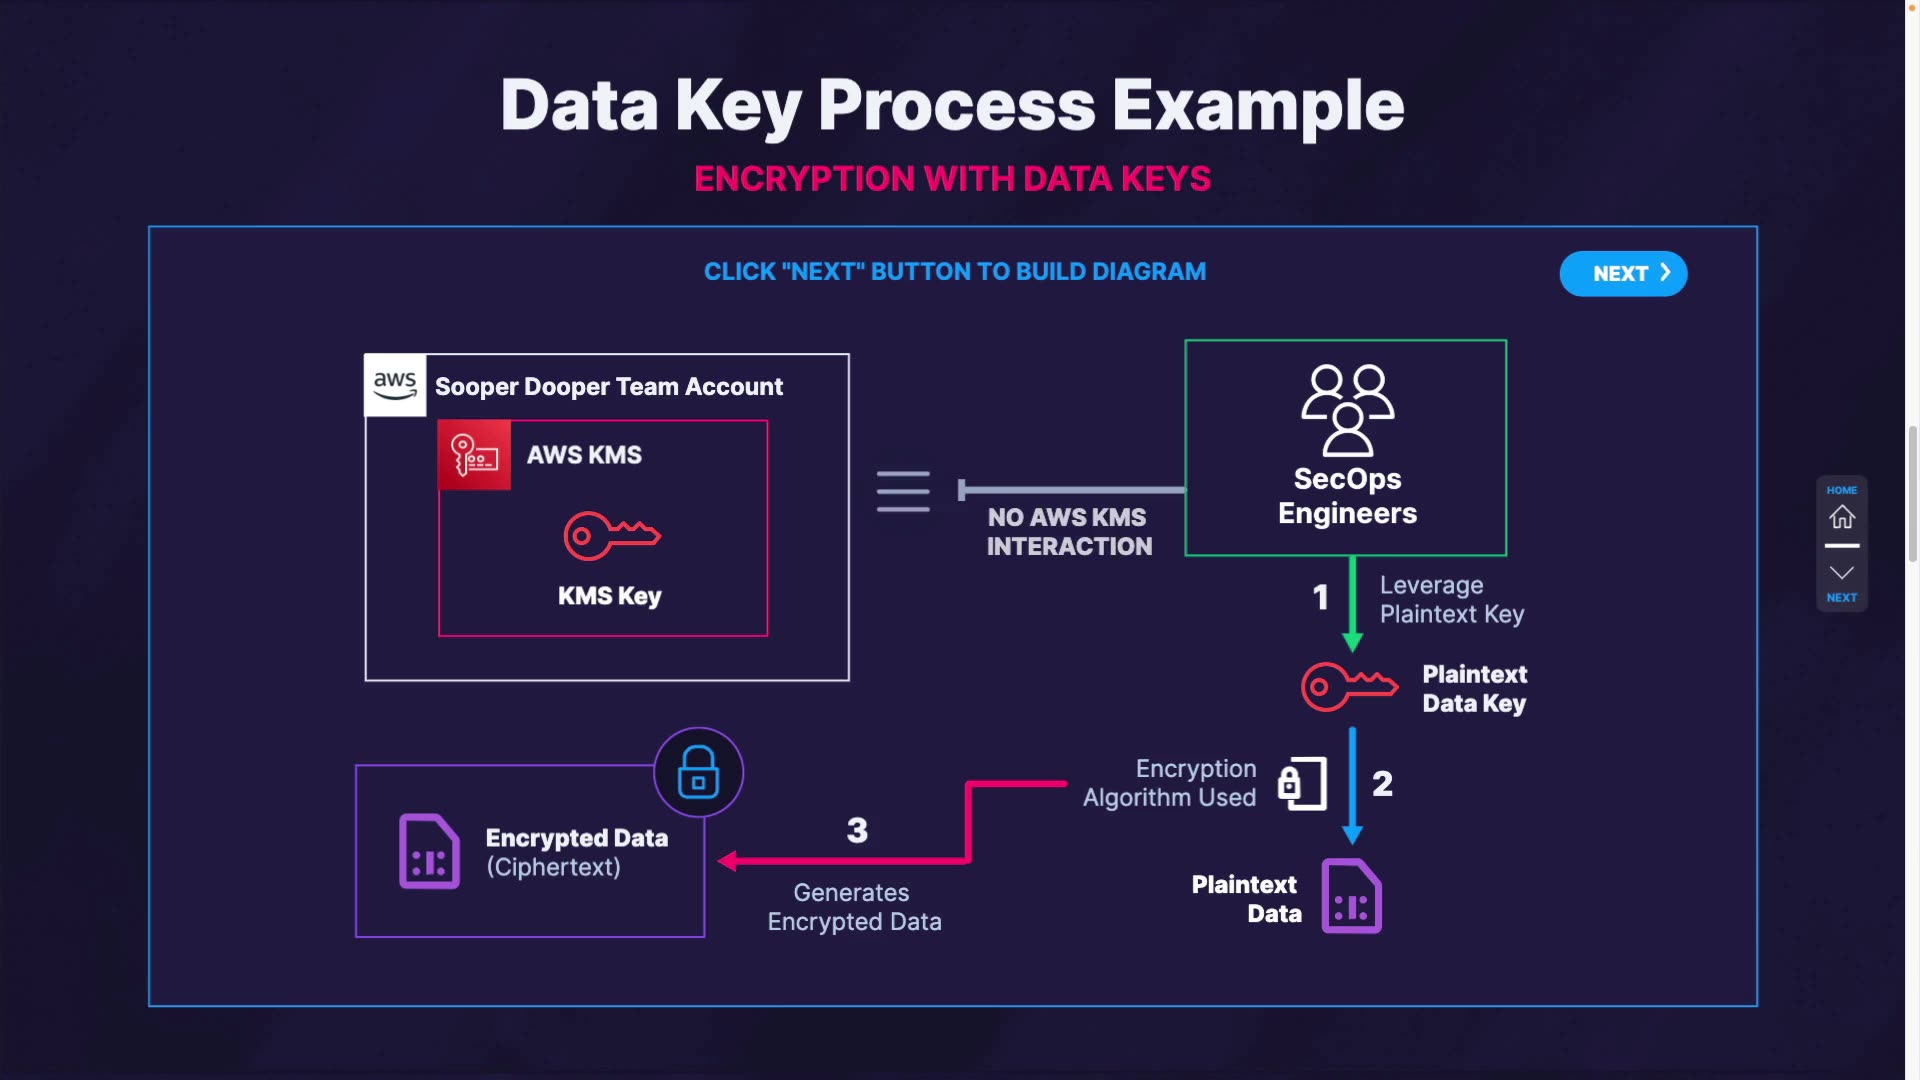 Data Key Process Example
ENCRYPTION WITH DATA KEYS
CLICK "NEXT" BUTTON TO BUILD DIAGRAM
NEXT
aws
Sooper Dooper Team Account
AWS KMS
KMS Key
NO AWS KMS
INTERACTION
SecOps
Engineers
1
Leverage
Plaintext Key
Plaintext
Data Key
Encryption
Algorithm Used
2
Plaintext
Data
3
Generates
Encrypted Data
Encrypted Data
(Ciphertext)
HOME
NEXT